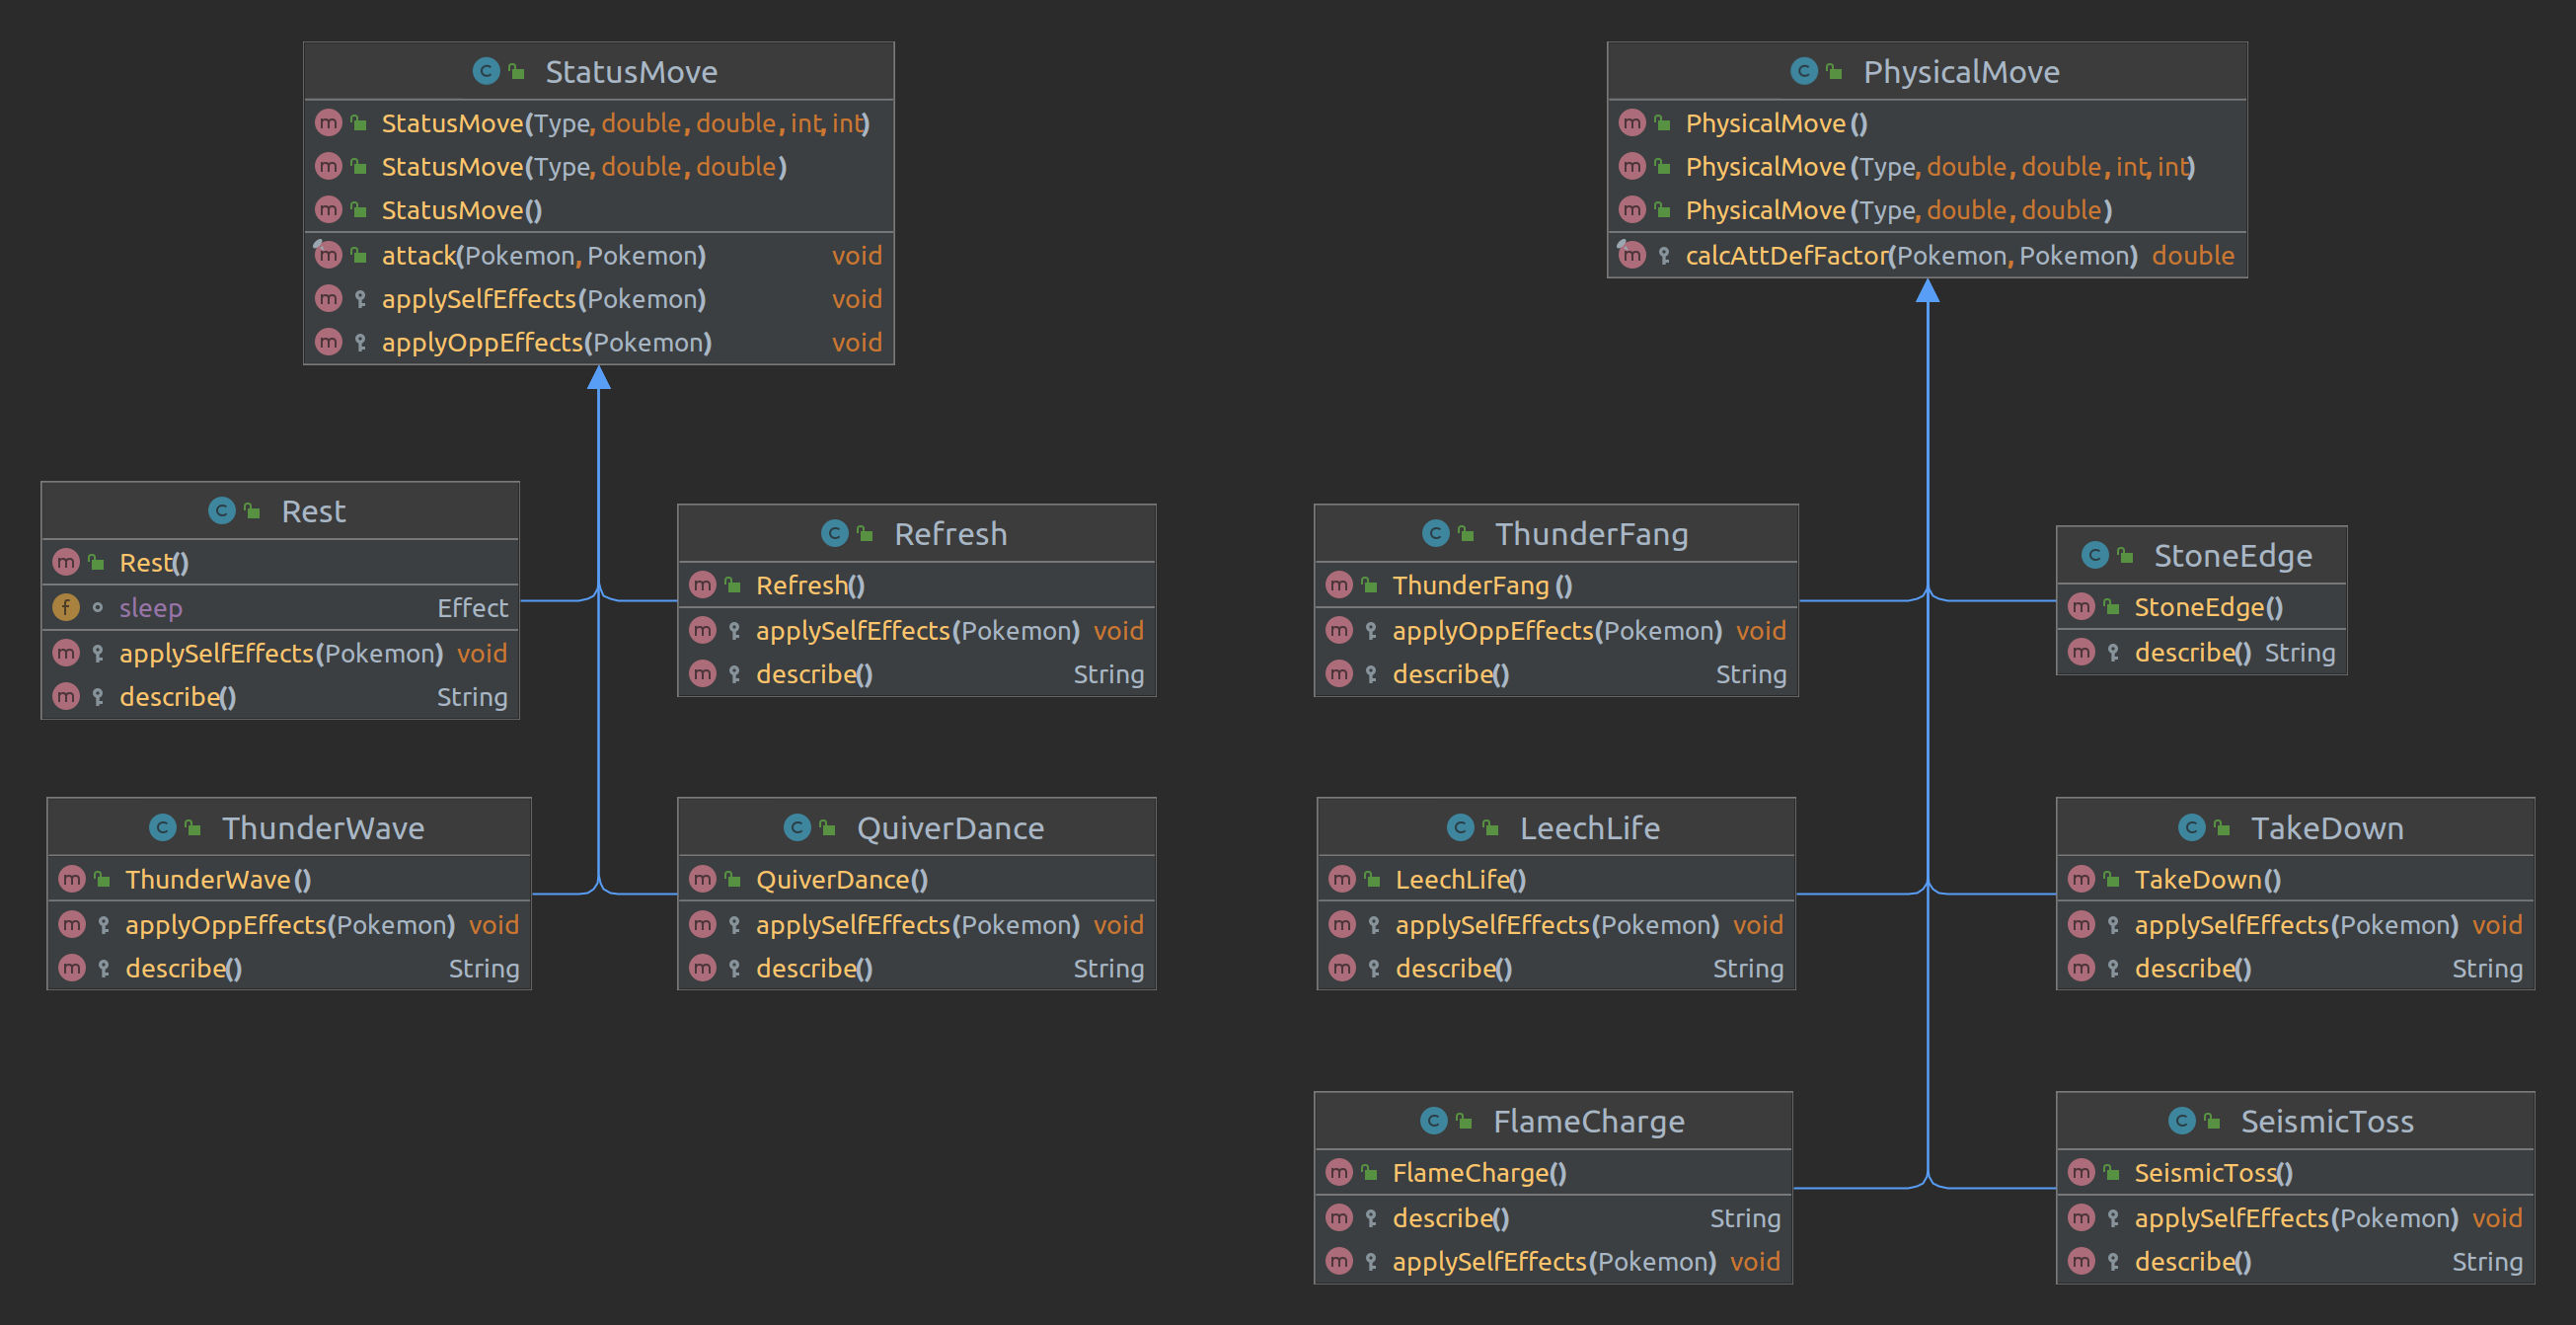 StatusMove
StatusMove(Type, double, double, int, int)
StatusMove(Type, double, double)
StatusMove()
attack(Pokemon, Pokemon) void
applySelfEffects(Pokemon) void
applyOppEffects(Pokemon) void
PhysicalMove
PhysicalMove()
PhysicalMove(Type, double, double, int, int)
PhysicalMove(Type, double, double)
calcAttDefFactor(Pokemon, Pokemon) double
Rest
Rest()
sleep Effect
applySelfEffects(Pokemon) void
describe() String
Refresh
Refresh()
applySelfEffects(Pokemon) void
describe() String
ThunderFang
ThunderFang()
applyOppEffects(Pokemon) void
describe() String
StoneEdge
StoneEdge()
describe() String
ThunderWave
ThunderWave()
applyOppEffects(Pokemon) void
describe() String
QuiverDance
QuiverDance()
applySelfEffects(Pokemon) void
describe() String
LeechLife
LeechLife()
applySelfEffects(Pokemon) void
describe() String
TakeDown
TakeDown()
applySelfEffects(Pokemon) void
describe() String
FlameCharge
FlameCharge()
describe() String
applySelfEffects(Pokemon) void
SeismicToss
SeismicToss()
applySelfEffects(Pokemon) void
describe() String